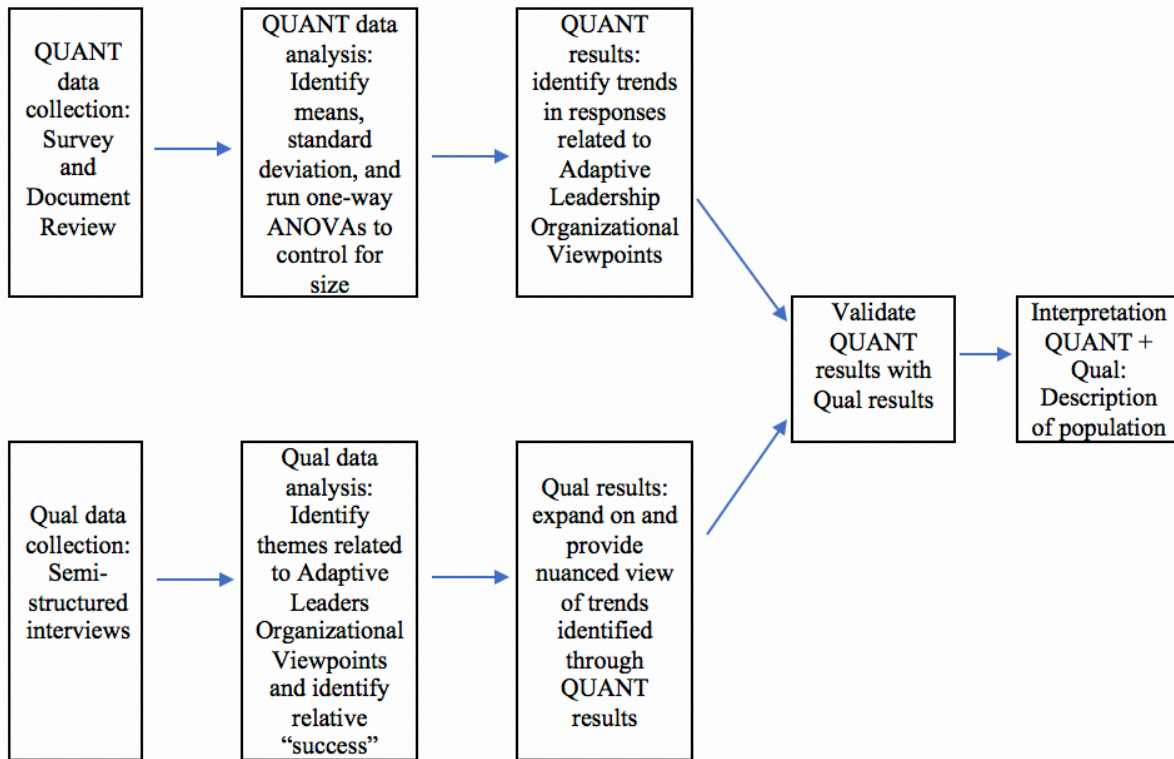 QUANT
data
collection:
Survey
and
Document
Review
QUANT data
analysis:
Identify
means,
standard
deviation, and
run one-way
ANOVAs to
control for
size
QUANT
results:
identify trends
in responses
related to
Adaptive
Leadership
Organizational
Viewpoints
Validate
QUANT
results with
Qual results
Interpretation
QUANT +
Qual:
Description
of population
Qual data
collection:
Semi-
structured
interviews
Qual data
analysis:
Identify
themes related
to Adaptive
Leaders
Organizational
Viewpoints
and identify
relative
“success”
Qual results:
expand on and
provide
nuanced view
of trends
identified
through
QUANT
results